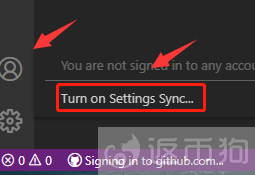 You are not signed in to any accou
Turn on Settings Sync...
0 0 Signing in to github.com...
返币狗